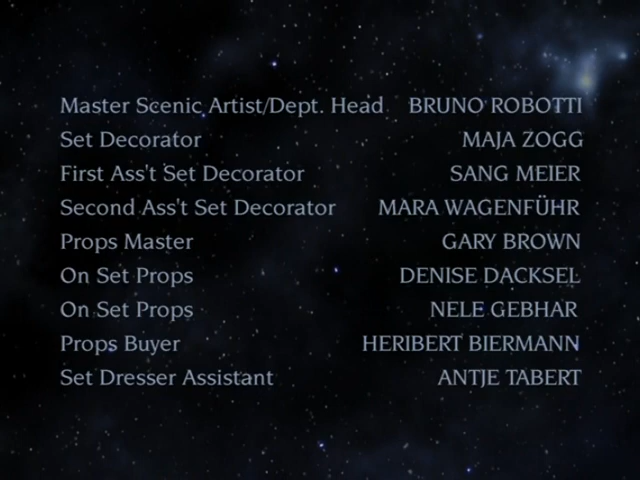 Master Scenic Artist/Dept. Head BRUNO ROBOTTI
Set Decorator MAJA ZOGG
First Ass't Set Decorator SANG MEIER
Second Ass't Set Decorator MARA WAGENFÜHR
Props Master GARY BROWN
On Set Props DENISE DACKSEL
On Set Props NELE GEBHAR
Props Buyer HERIBERT BIERMANN
Set Dresser Assistant ANTJE TABERT